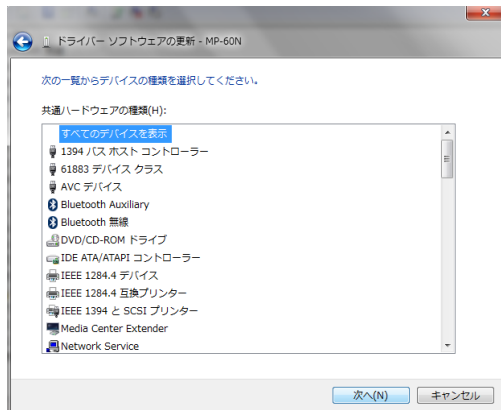 ドライバー ソフトウェアの更新 - MP-60N
次の一覧からデバイスの種類を選択してください。
共通ハードウェアの種類(H):
すべてのデバイスを表示
1394 バス ホスト コントローラー
61883 デバイス クラス
AVC デバイス
Bluetooth Auxiliary
Bluetooth 無線
DVD/CD-ROM ドライブ
IDE ATA/ATAPI コントローラー
IEEE 1284.4 デバイス
IEEE 1284.4 互換プリンター
IEEE 1394 と SCSI プリンター
Media Center Extender
Network Service
次へ(N)
キャンセル